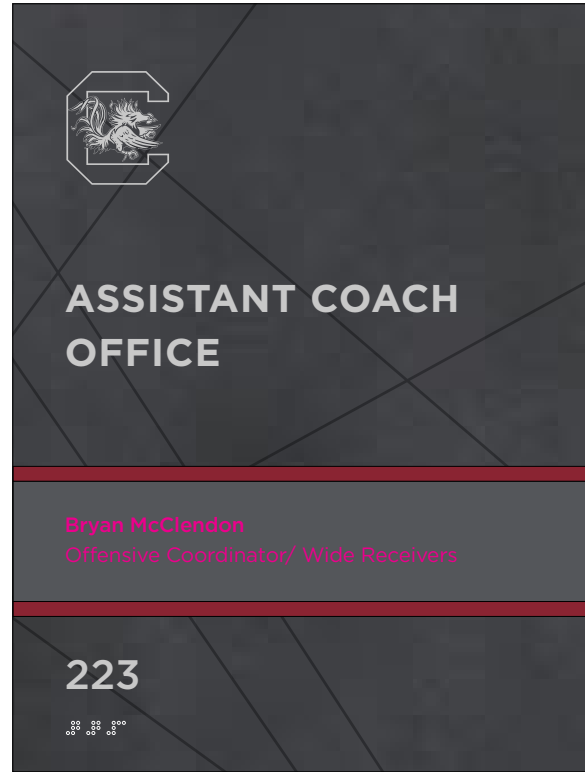 ASSISTANT COACH
OFFICE
Bryan McClendon
Offensive Coordinator/ Wide Receivers
223